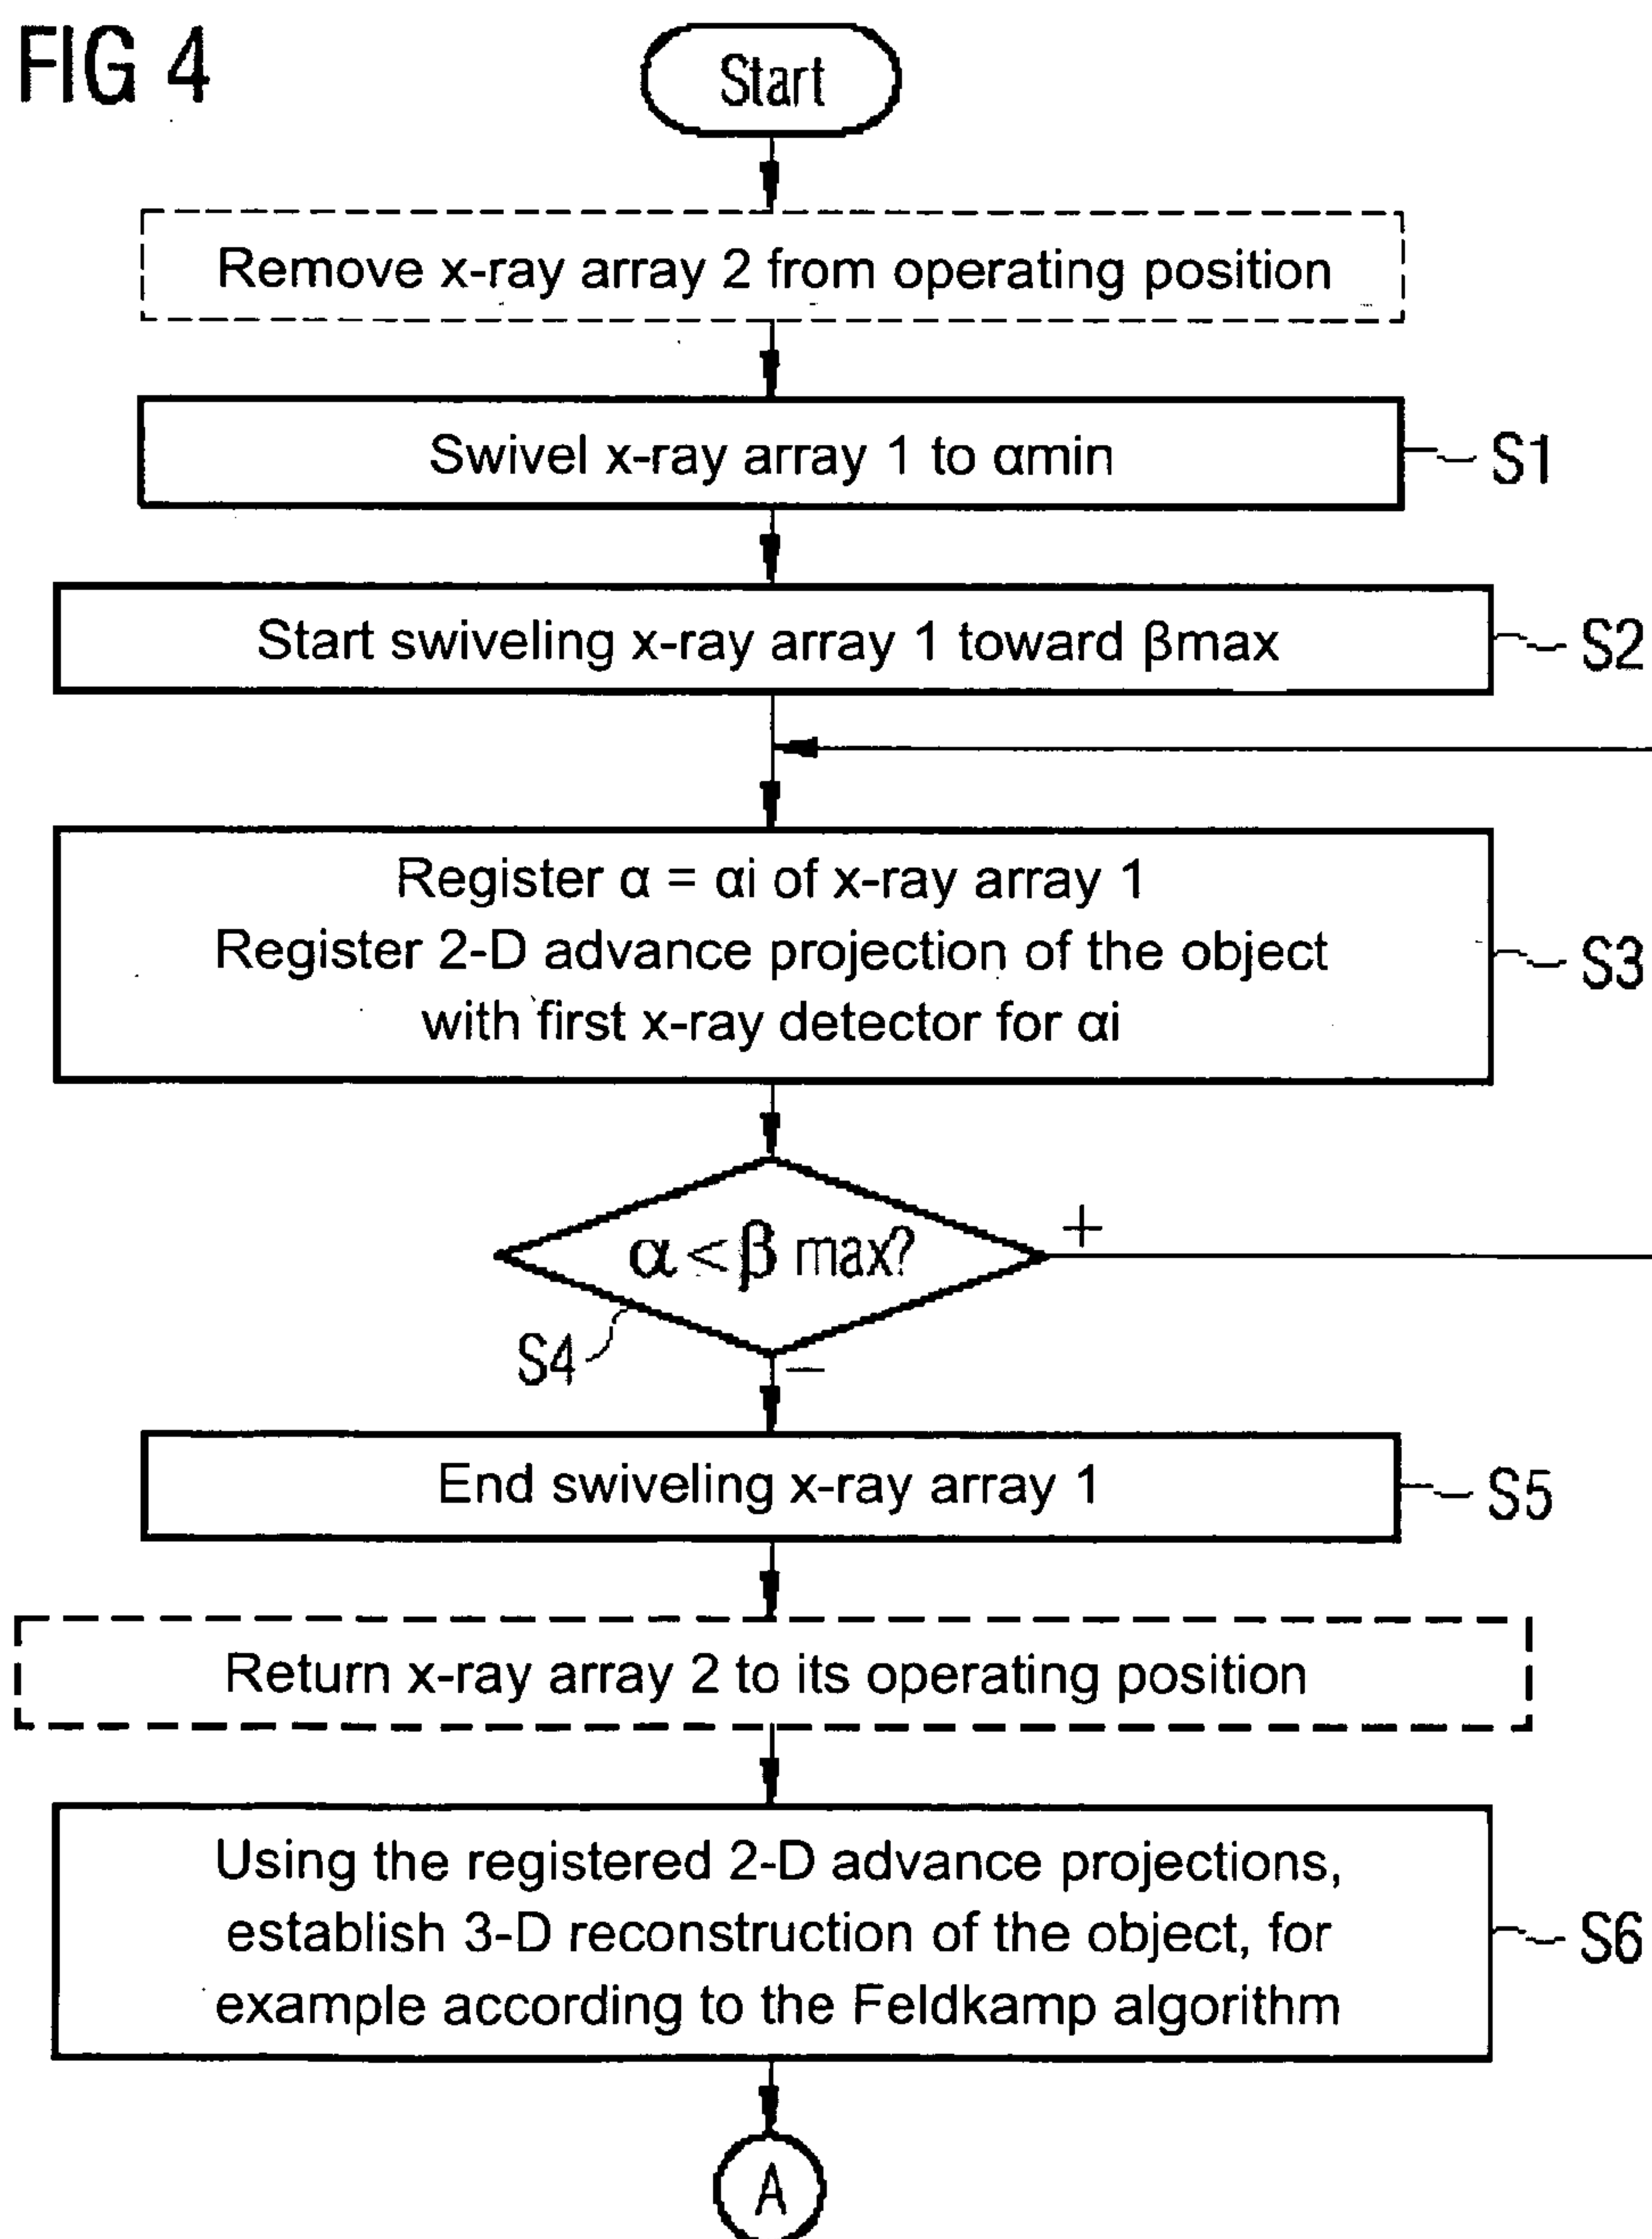 FIG 4
Start
Remove x-ray array 2 from operating position
Swivel x-ray array 1 to αmin
S1
Start swiveling x-ray array 1 toward βmax
S2
Register α = αi of x-ray array 1
Register 2-D advance projection of the object
with first x-ray detector for αi
S3
α < β max?
+
S4
–
End swiveling x-ray array 1
S5
Return x-ray array 2 to its operating position
Using the registered 2-D advance projections,
establish 3-D reconstruction of the object, for
example according to the Feldkamp algorithm
S6
A